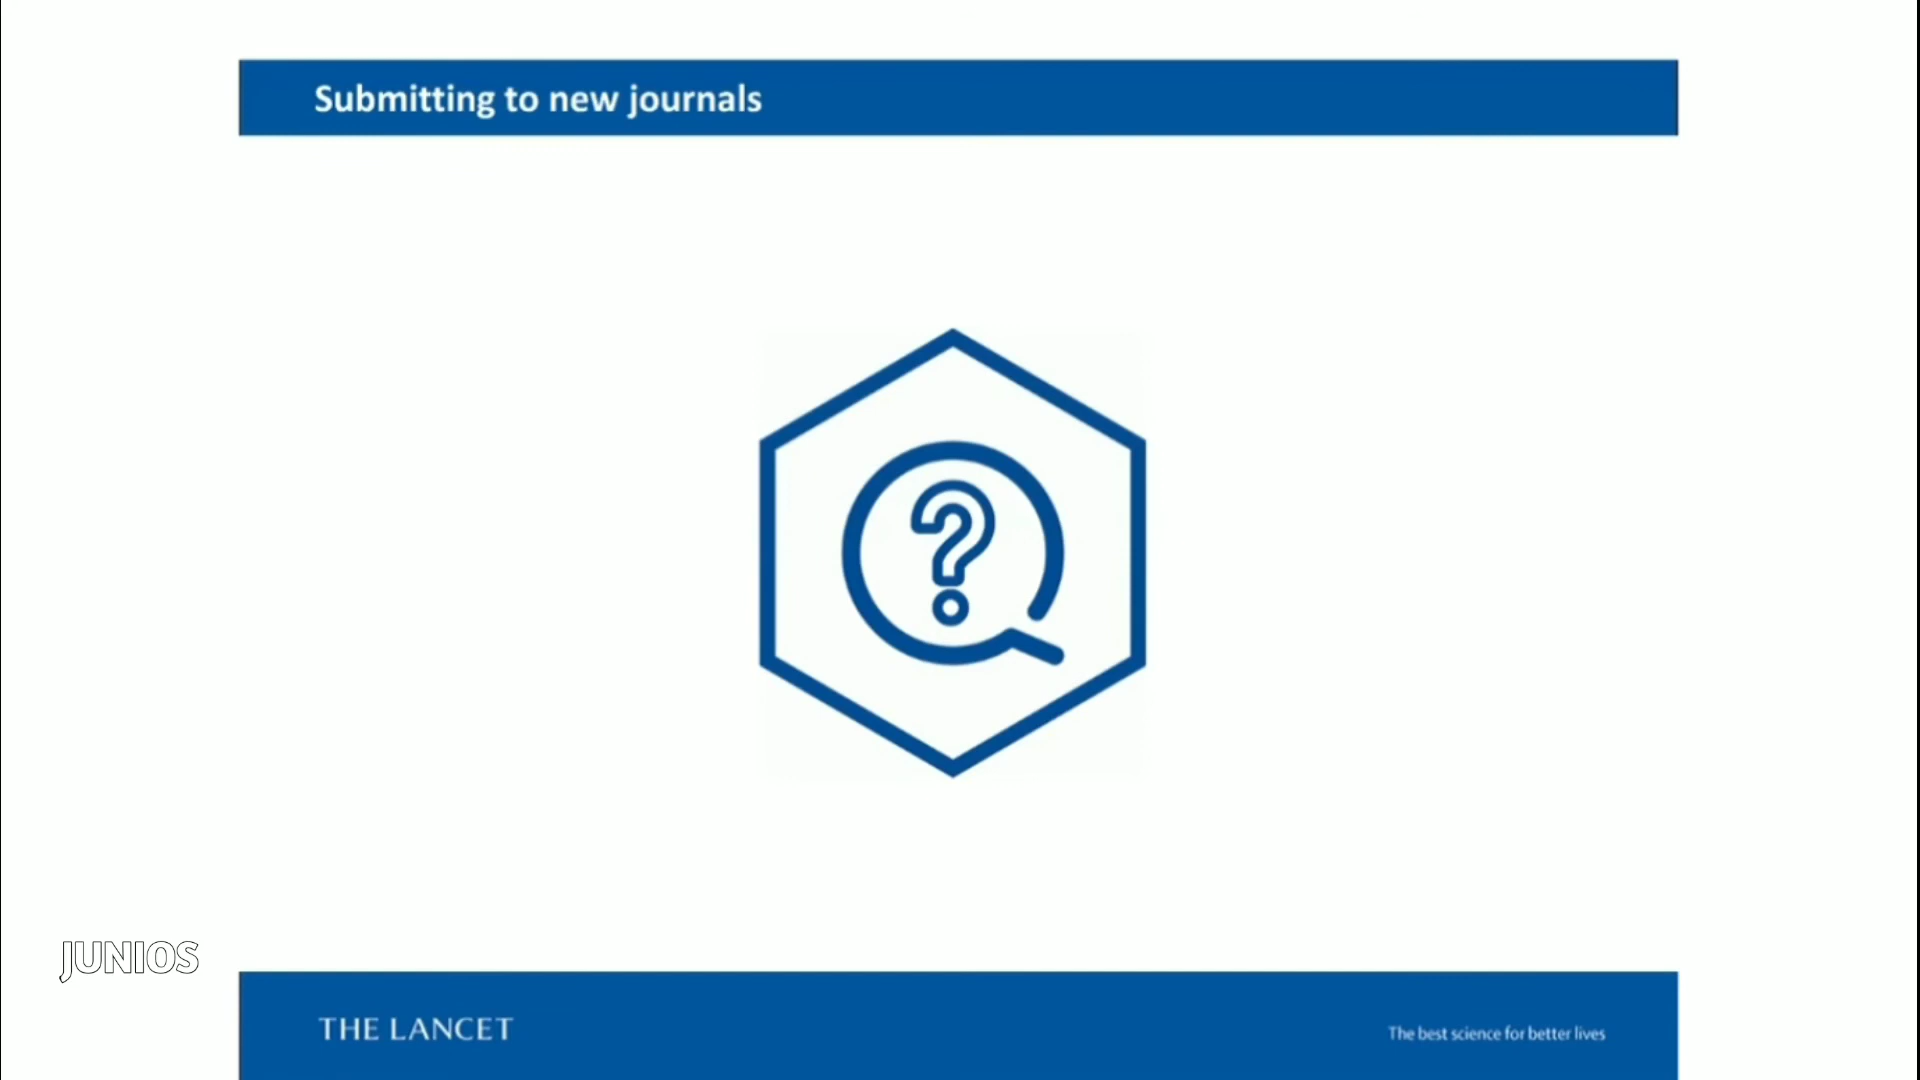 Submitting to new journals
?
JUNIOS
THE LANCET
The best science for better lives